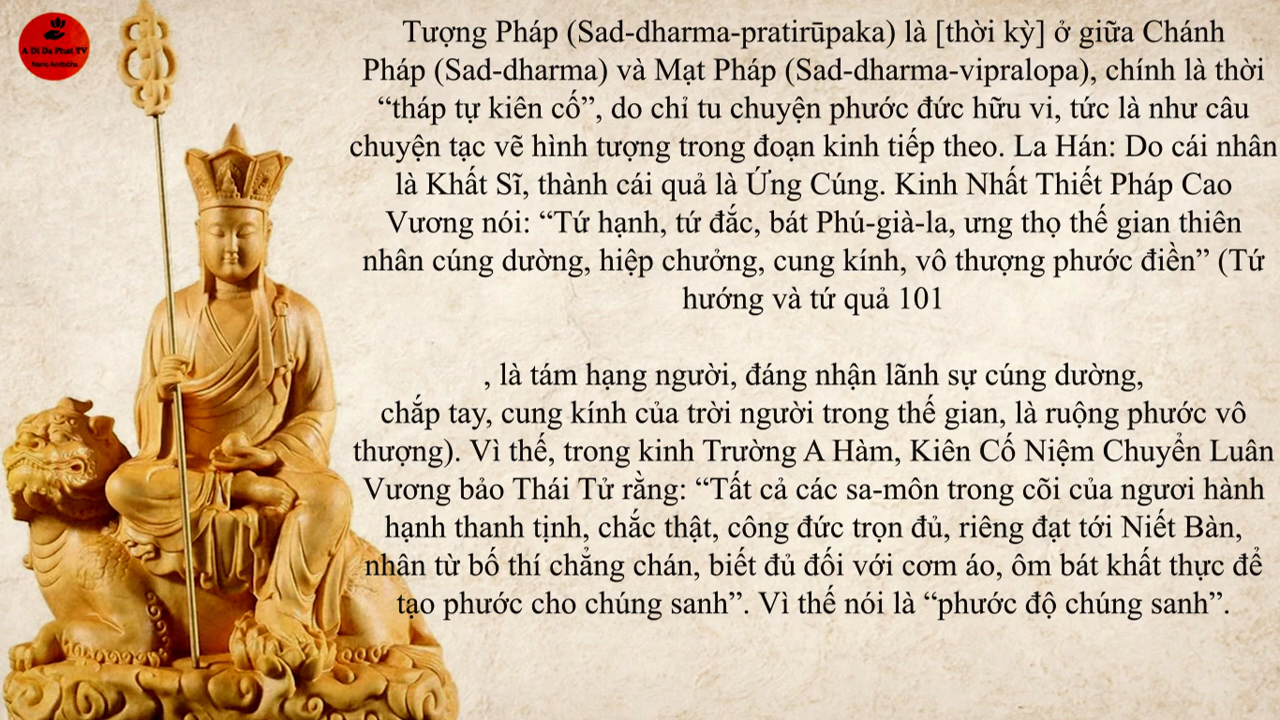 A Di Da Phat TV
Namo Amitabha
Tượng Pháp (Sad-dharma-pratirūpaka) là [thời kỳ] ở giữa Chánh
Pháp (Sad-dharma) và Mạt Pháp (Sad-dharma-vipralopa), chính là thời
“tháp tự kiên cố”, do chỉ tu chuyện phước đức hữu vi, tức là như câu
chuyện tạc vẽ hình tượng trong đoạn kinh tiếp theo. La Hán: Do cái nhân
là Khất Sĩ, thành cái quả là Ứng Cúng. Kinh Nhất Thiết Pháp Cao
Vương nói: “Tứ hạnh, tứ đắc, bát Phú-già-la, ưng thọ thế gian thiên
nhân cúng dường, hiệp chưởng, cung kính, vô thượng phước điền” (Tứ
hướng và tứ quả 101
, là tám hạng người, đáng nhận lãnh sự cúng dường,
chắp tay, cung kính của trời người trong thế gian, là ruộng phước vô
thượng). Vì thế, trong kinh Trường A Hàm, Kiên Cố Niệm Chuyển Luân
Vương bảo Thái Tử rằng: “Tất cả các sa-môn trong cõi của ngươi hành
hạnh thanh tịnh, chắc thật, công đức trọn đủ, riêng đạt tới Niết Bàn,
nhân từ bố thí chẳng chán, biết đủ đối với cơm áo, ôm bát khất thực để
tạo phước cho chúng sanh”. Vì thế nói là “phước độ chúng sanh”.